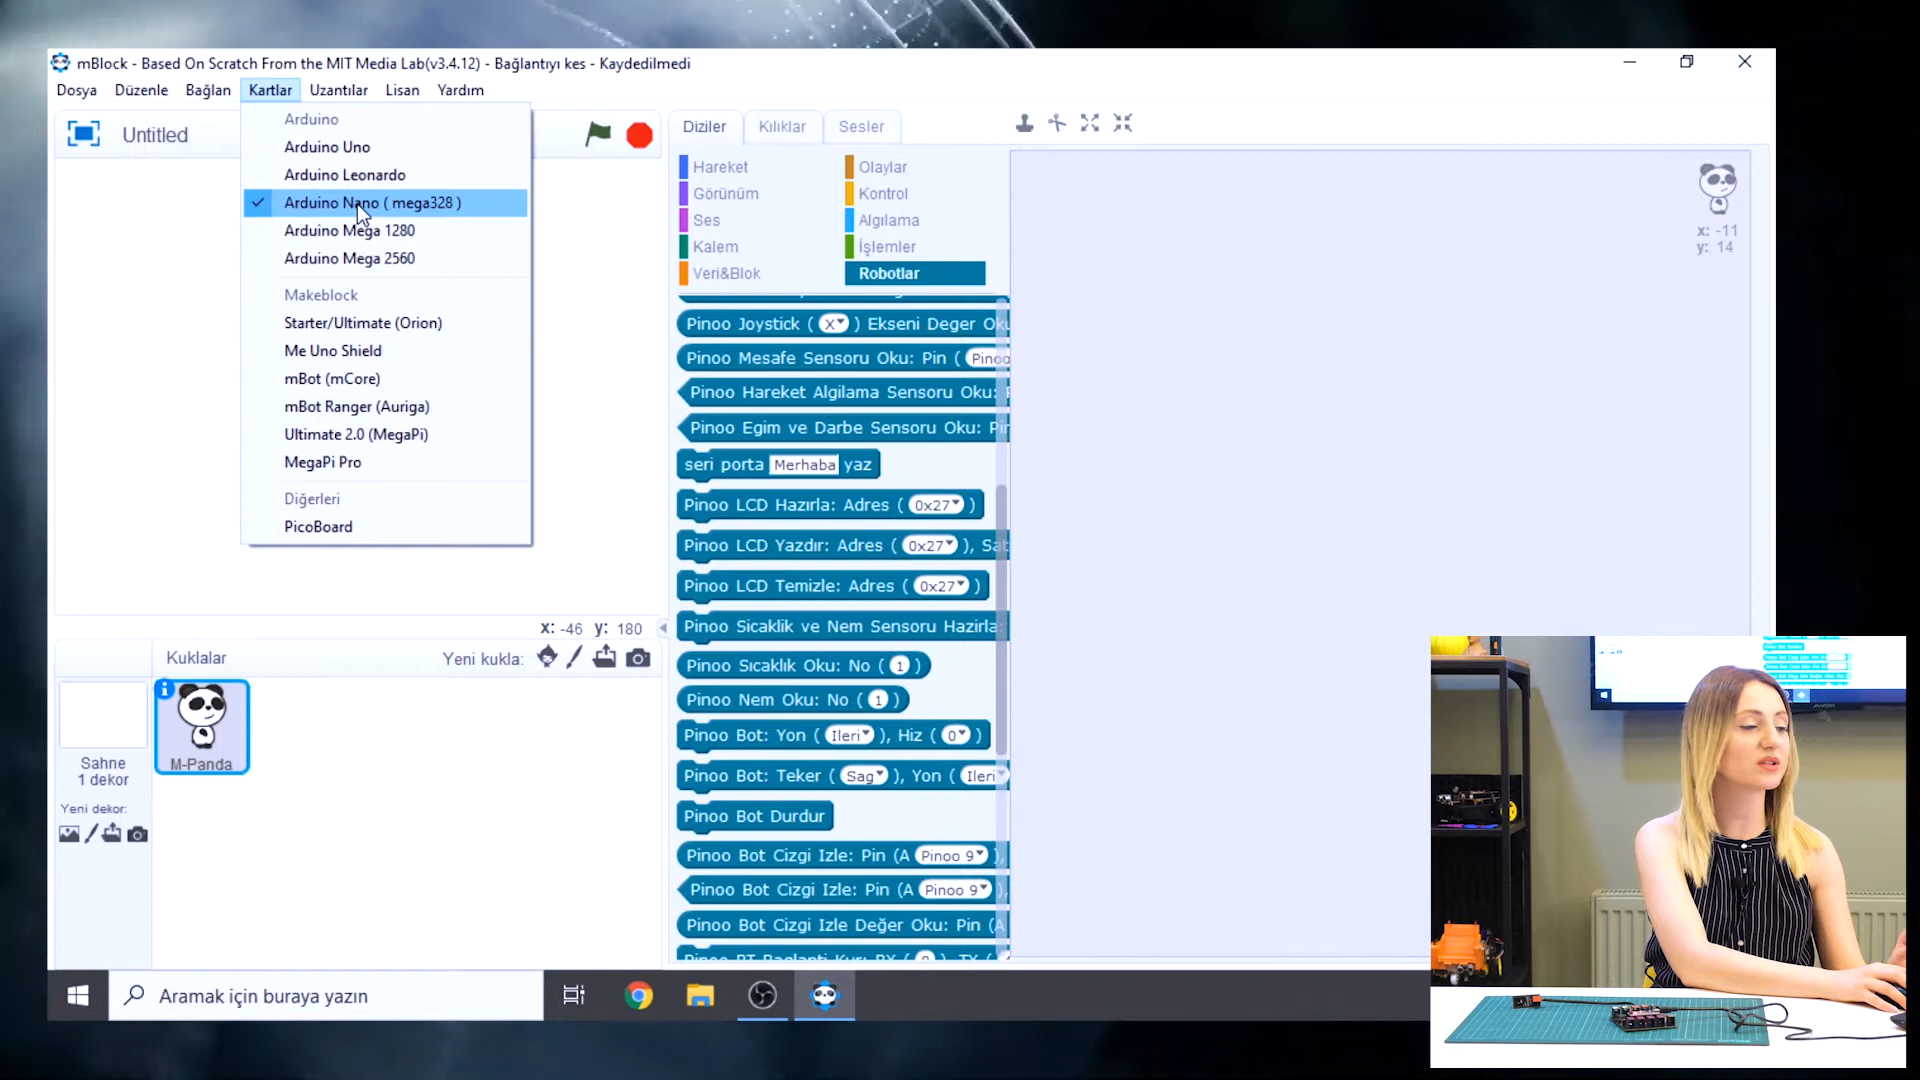 mBlock - Based On Scratch From the MIT Media Lab(v3.4.12) - Bağlantıyı kes - Kaydedilmedi
Dosya Düzenle Bağlan Kartlar Uzantılar Lisan Yardım
Untitled
Arduino
Arduino Uno
Arduino Leonardo
Arduino Nano ( mega328 )
Arduino Mega 1280
Arduino Mega 2560
Makeblock
Starter/Ultimate (Orion)
Me Uno Shield
mBot (mCore)
mBot Ranger (Auriga)
Ultimate 2.0 (MegaPi)
MegaPi Pro
Diğerleri
PicoBoard
x: -46 y: 180
Kuklalar
Yeni kukla:
M-Panda
Sahne
1 dekor
Yeni dekor:
Diziler Kılıklar Sesler
Hareket Olaylar
Görünüm Kontrol
Ses Algılama
Kalem İşlemler
Veri&Blok Robotlar
Pinoo Joystick ( X ) Ekseni Deger
Pinoo Mesafe Sensoru Oku: Pin (
Pinoo Hareket Algilama Sensoru Oku:
Pinoo Egim ve Darbe Sensoru Oku:
seri porta Merhaba yaz
Pinoo LCD Hazırla: Adres ( 0x27 )
Pinoo LCD Yazdır: Adres ( 0x27 ),
Pinoo LCD Temizle: Adres ( 0x27 )
Pinoo Sicaklik ve Nem Sensoru Hazirla:
Pinoo Sıcaklık Oku: No ( 1 )
Pinoo Nem Oku: No ( 1 )
Pinoo Bot: Yon ( Ileri ), Hiz ( 0 )
Pinoo Bot: Teker ( Sag ), Yon ( Ileri
Pinoo Bot Durdur
Pinoo Bot Cizgi Izle: Pin (A Pinoo 9 ),
Pinoo Bot Cizgi Izle: Pin (A Pinoo 9 ),
Pinoo Bot Cizgi Izle Değer Oku: Pin (A
x: -11
y: 14
Aramak için buraya yazın